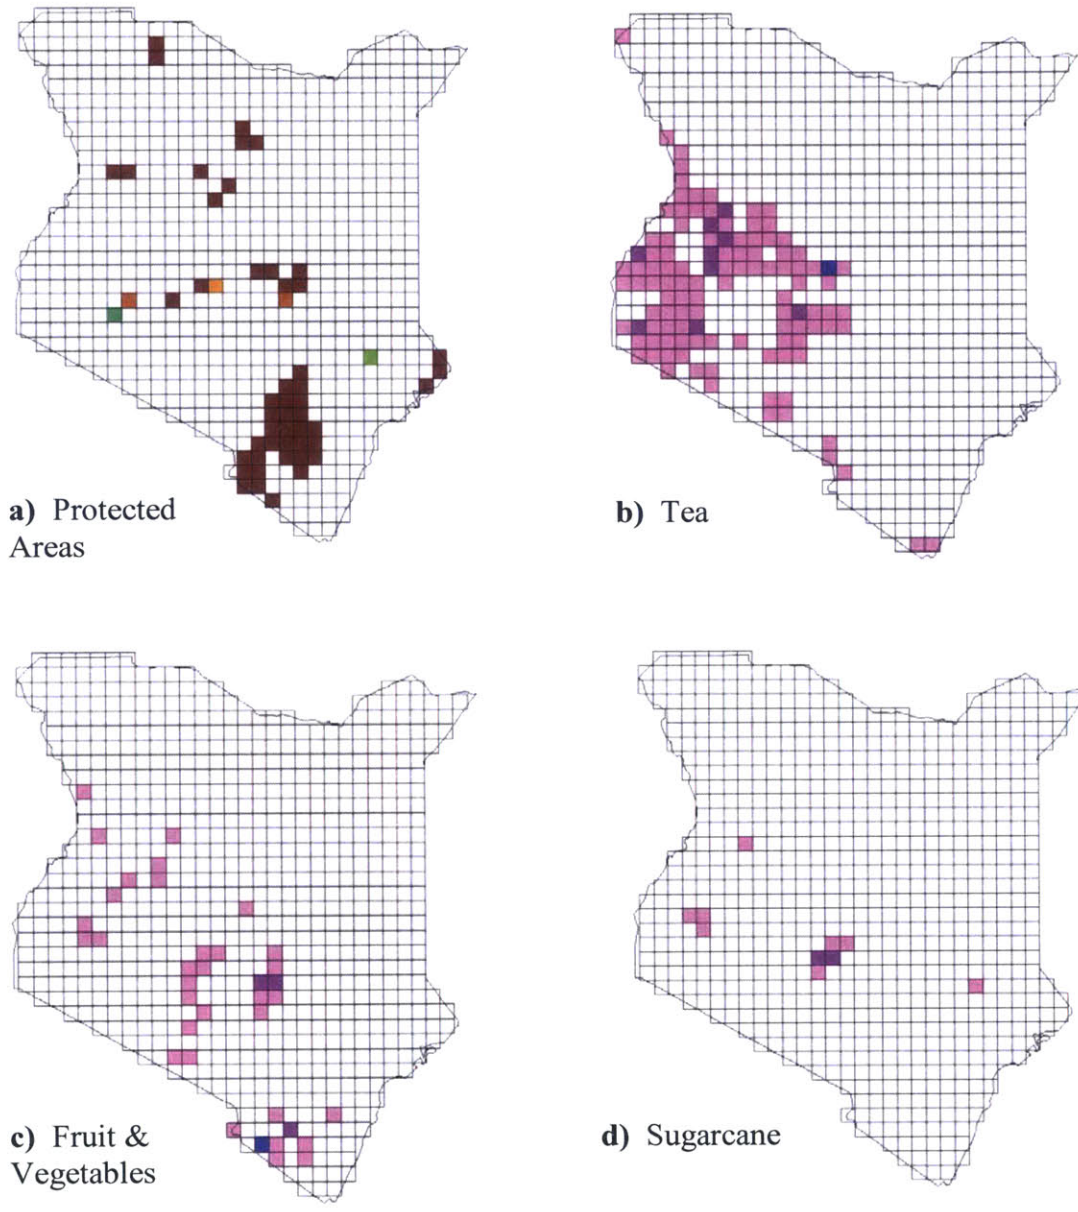 a) Protected
Areas
b) Tea
c) Fruit &
Vegetables
d) Sugarcane